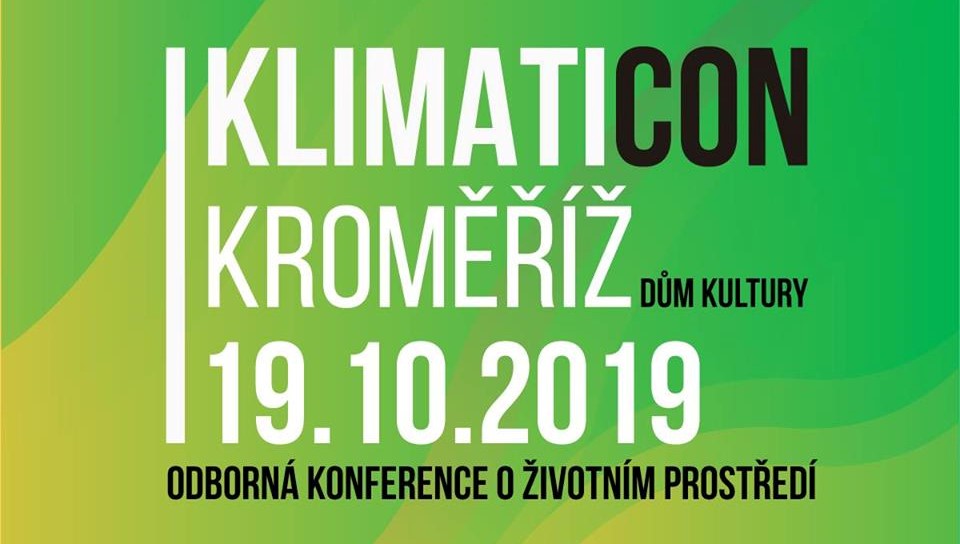 KLIMATICON
KROMĚŘÍŽ DŮM KULTURY
19.10.2019
ODBORNÁ KONFERENCE O ŽIVOTNÍM PROSTŘEDÍ